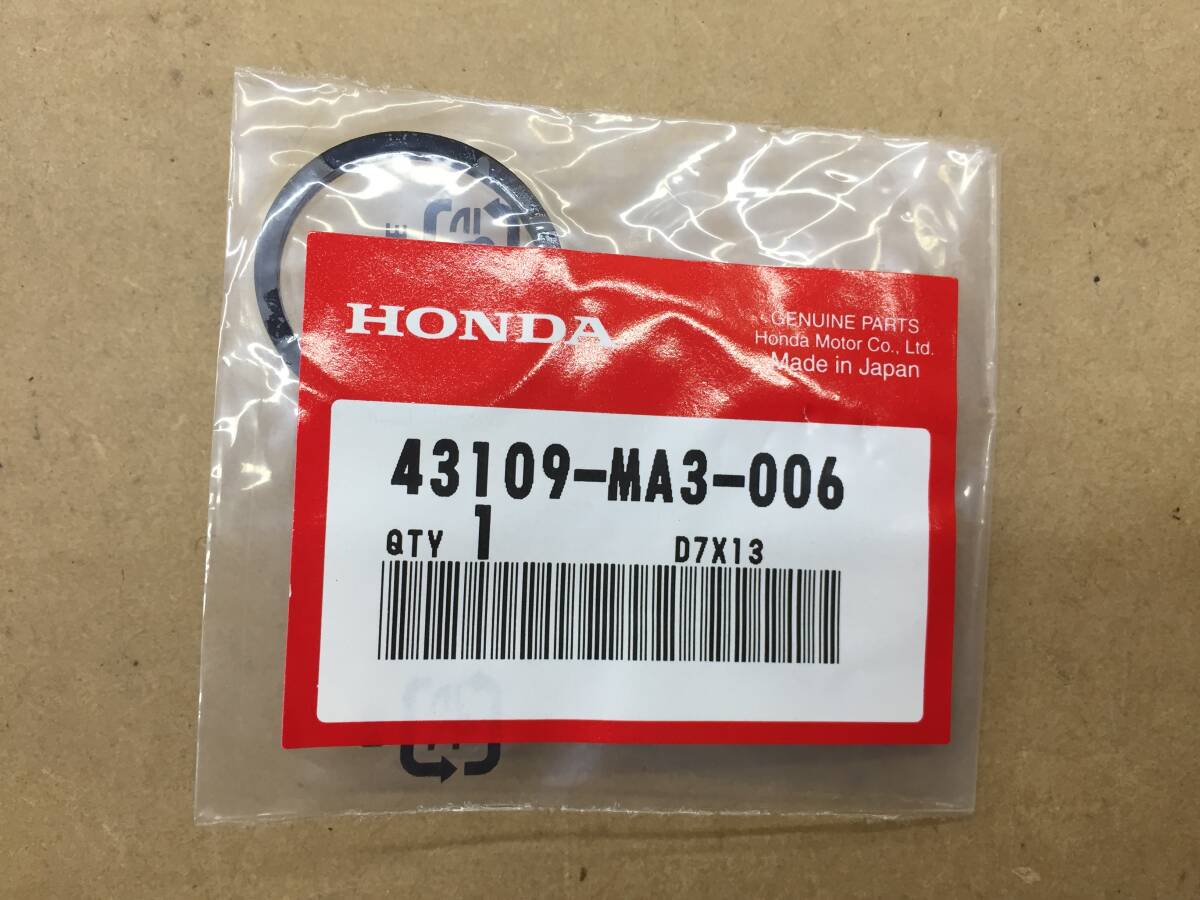 HONDA
GENUINE PARTS
Honda Motor Co., Ltd.
Made in Japan
43109-MA3-006
QTY 1 D7X13